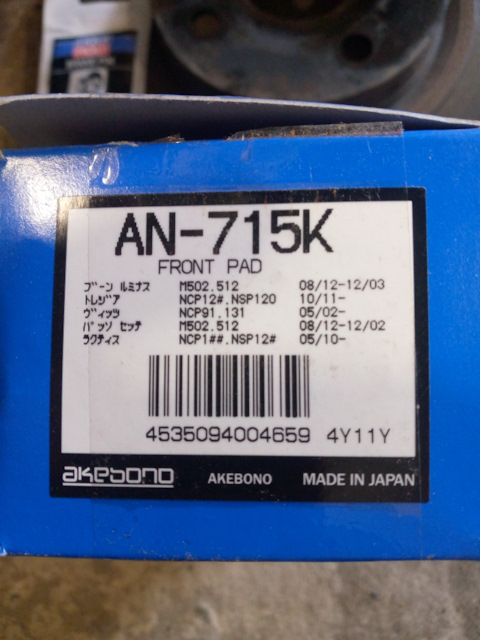 AN-715K
FRONT PAD
ブーン ルミナス M502.512 08/12-12/03
トレジア NCP12#.NSP120 10/11-
ヴィッツ NCP91.131 05/02-
パッソ セッテ M502.512 08/12-12/02
ラクティス NCP1##.NSP12# 05/10-
4535094004659 4Y11Y
akebono AKEBONO MADE IN JAPAN